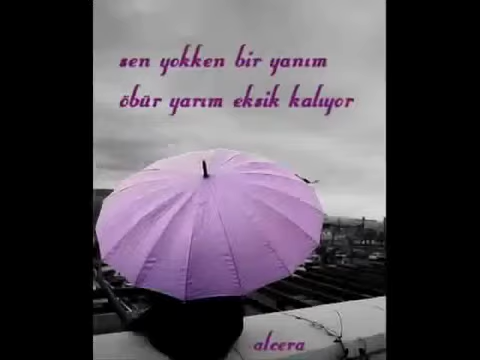 sen yokken bir yanım
öbür yarım eksik kalıyor
alcera